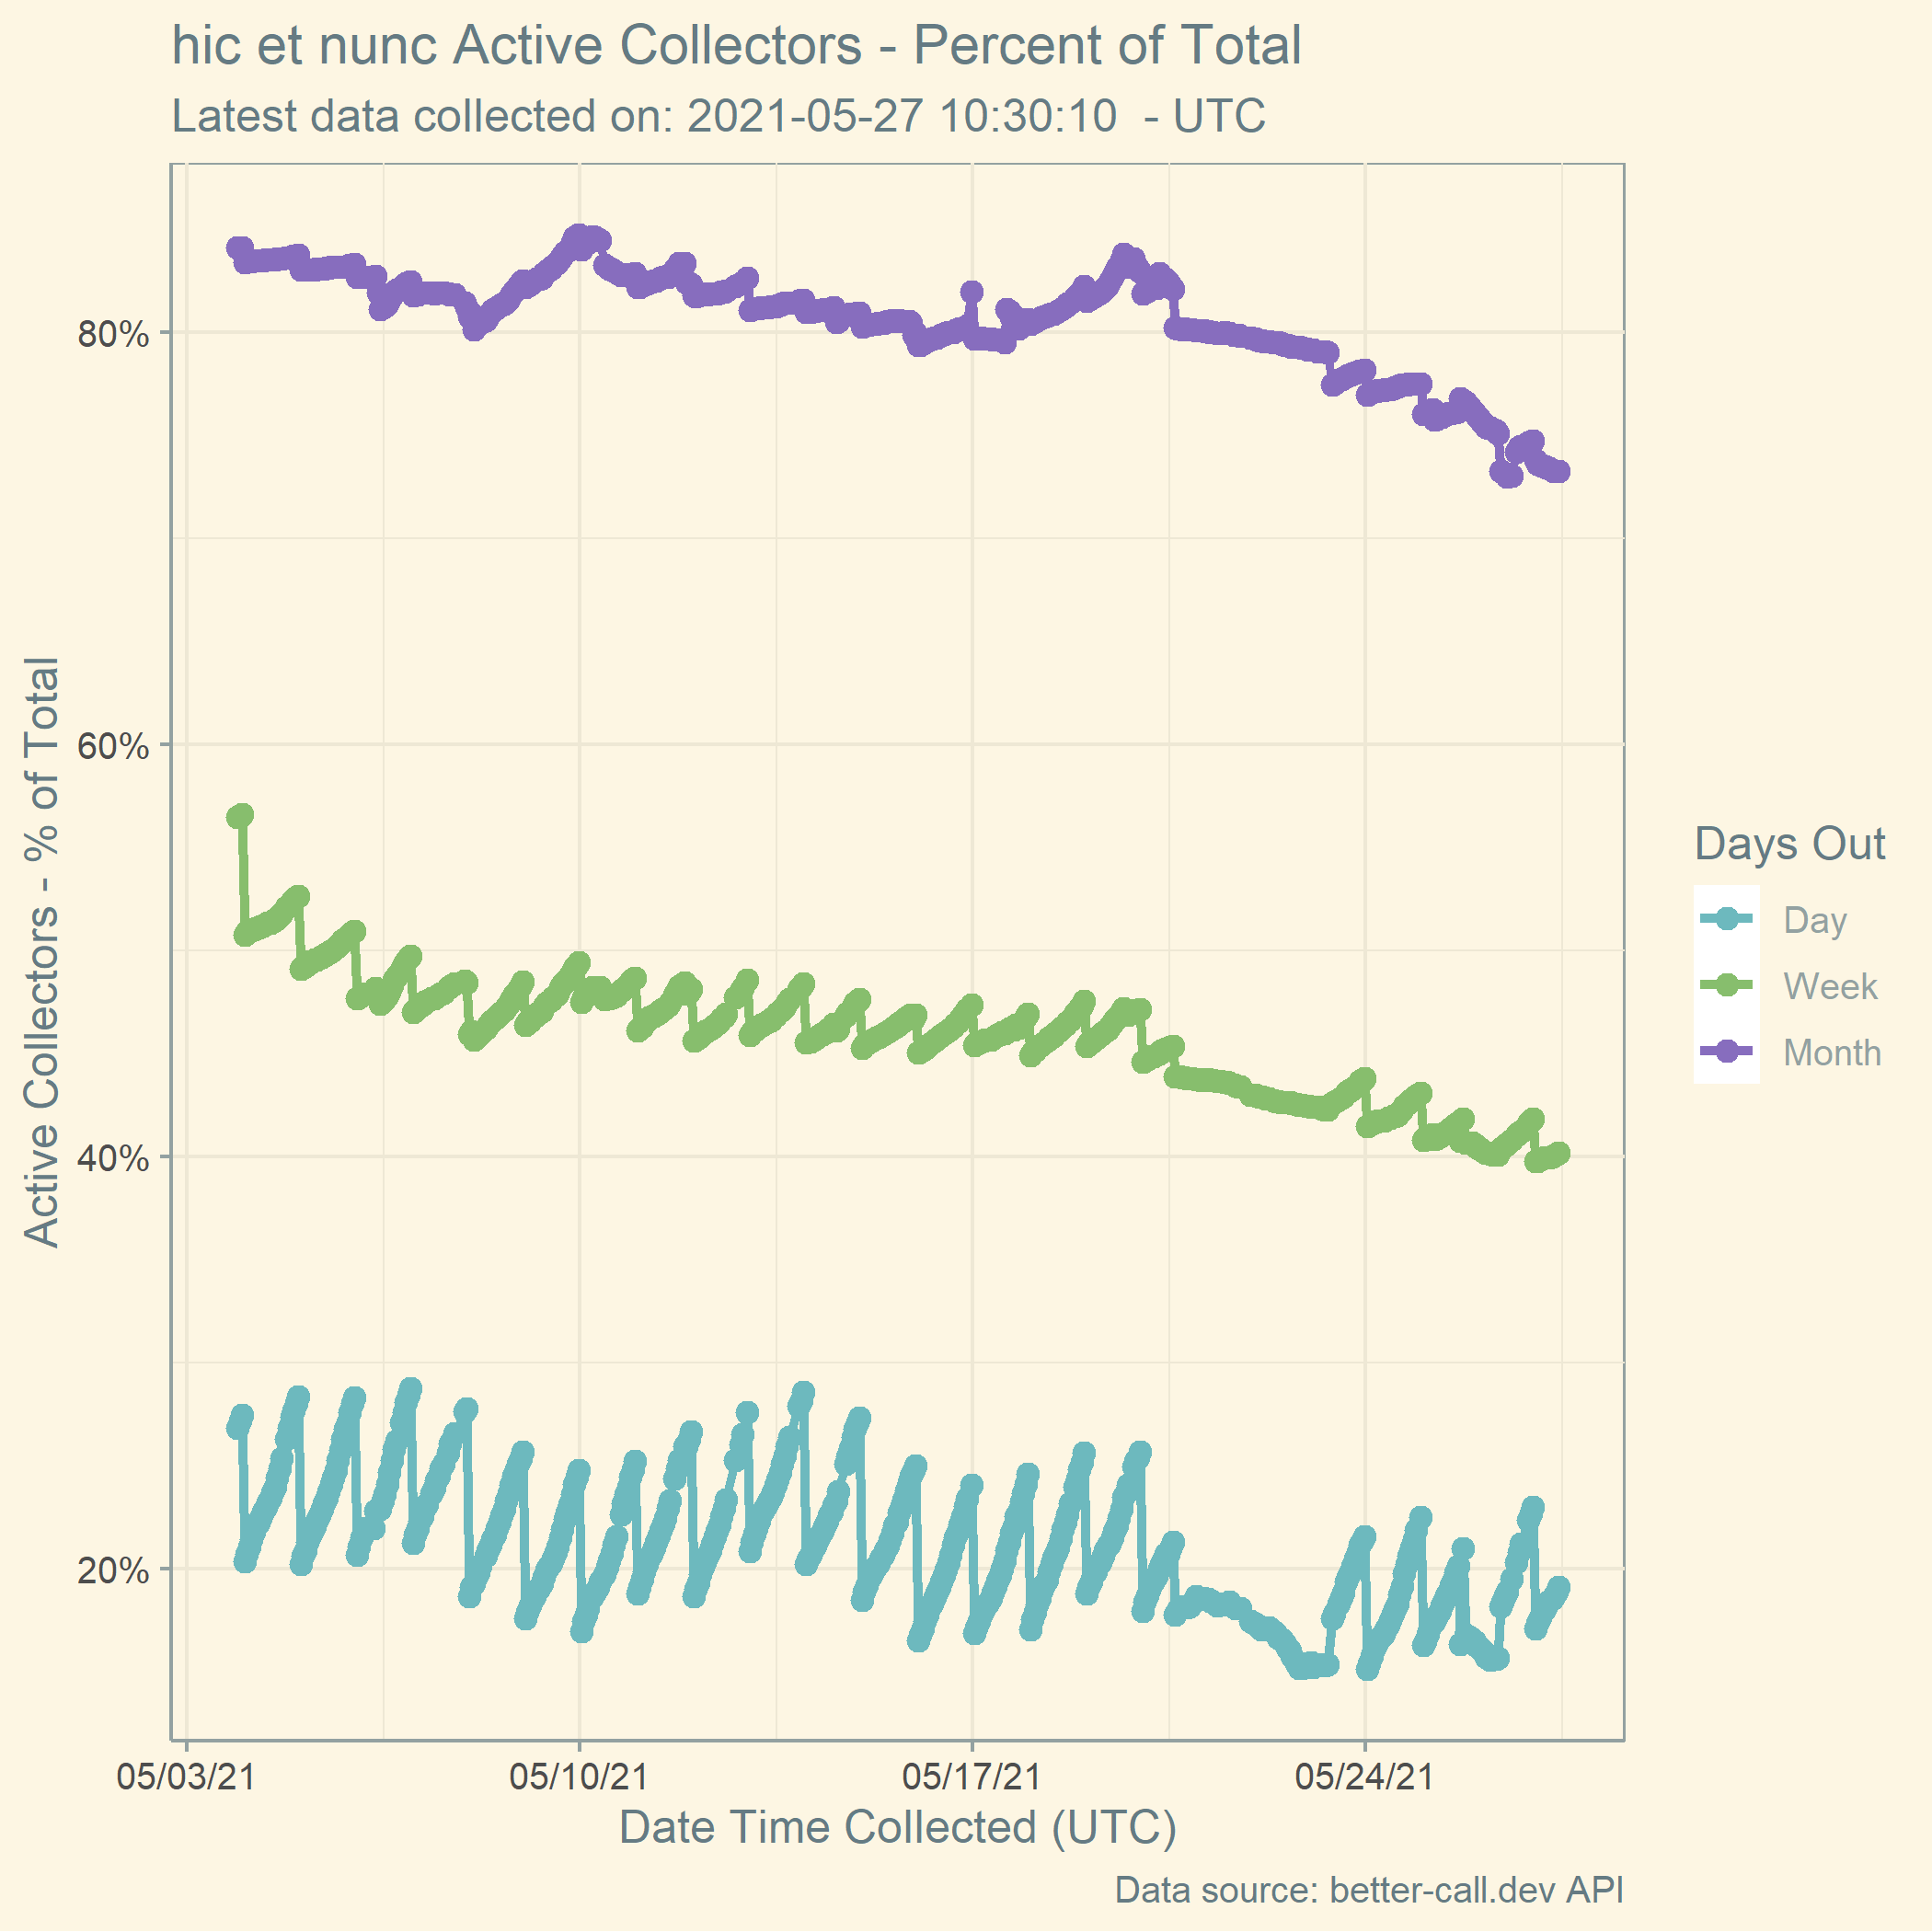 hic et nunc Active Collectors - Percent of Total
Latest data collected on: 2021-05-27 10:30:10  - UTC
Active Collectors - % of Total
80%
60%
40%
20%
05/03/21
05/10/21
05/17/21
05/24/21
Date Time Collected (UTC)
Days Out
Day
Week
Month
Data source: better-call.dev API